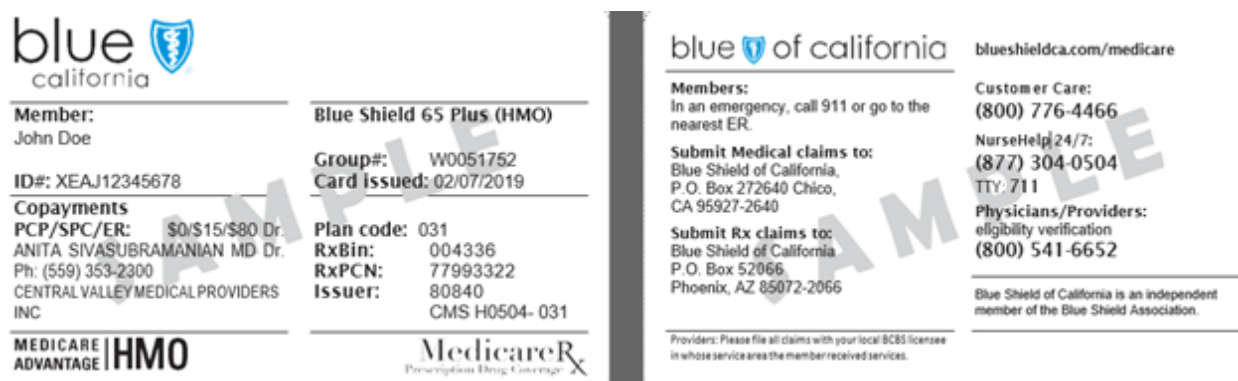 blue
california
Member:
John Doe
ID#: XEAJ12345678
Blue Shield 65 Plus (HMO)
Group#: W0051752
Card issued: 02/07/2019
Copayments
PCP/SPC/ER: $0/$15/$80 Dr.
ANITA SIVASUBRAMANIAN MD Dr.
Ph: (559) 353-2300
CENTRAL VALLEY MEDICAL PROVIDERS
INC
Plan code: 031
RxBin: 004336
RxPCN: 77993322
Issuer: 80840
CMS H0504- 031
MEDICARE
ADVANTAGE HMO
MedicareRx
Prescription Drug Coverage
SAMPLE
blue of california
Members:
In an emergency, call 911 or go to the
nearest ER.
Submit Medical claims to:
Blue Shield of California,
P.O. Box 272640 Chico,
CA 95927-2640
Submit Rx claims to:
Blue Shield of California
P.O. Box 52066
Phoenix, AZ 85072-2066
Providers: Please file all claims with your local BCBS licensee
in whose service area the member received services.
blueshieldca.com/medicare
Customer Care:
(800) 776-4466
NurseHelp 24/7:
(877) 304-0504
TTY: 711
Physicians/Providers:
eligibility verification
(800) 541-6652
Blue Shield of California is an independent
member of the Blue Shield Association.
SAMPLE